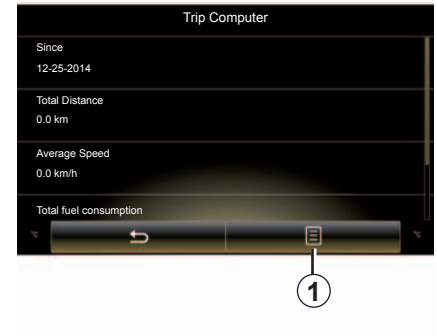 Trip Computer
Since
12-25-2014
Total Distance
0.0 km
Average Speed
0.0 km/h
Total fuel consumption
°C
°C
1